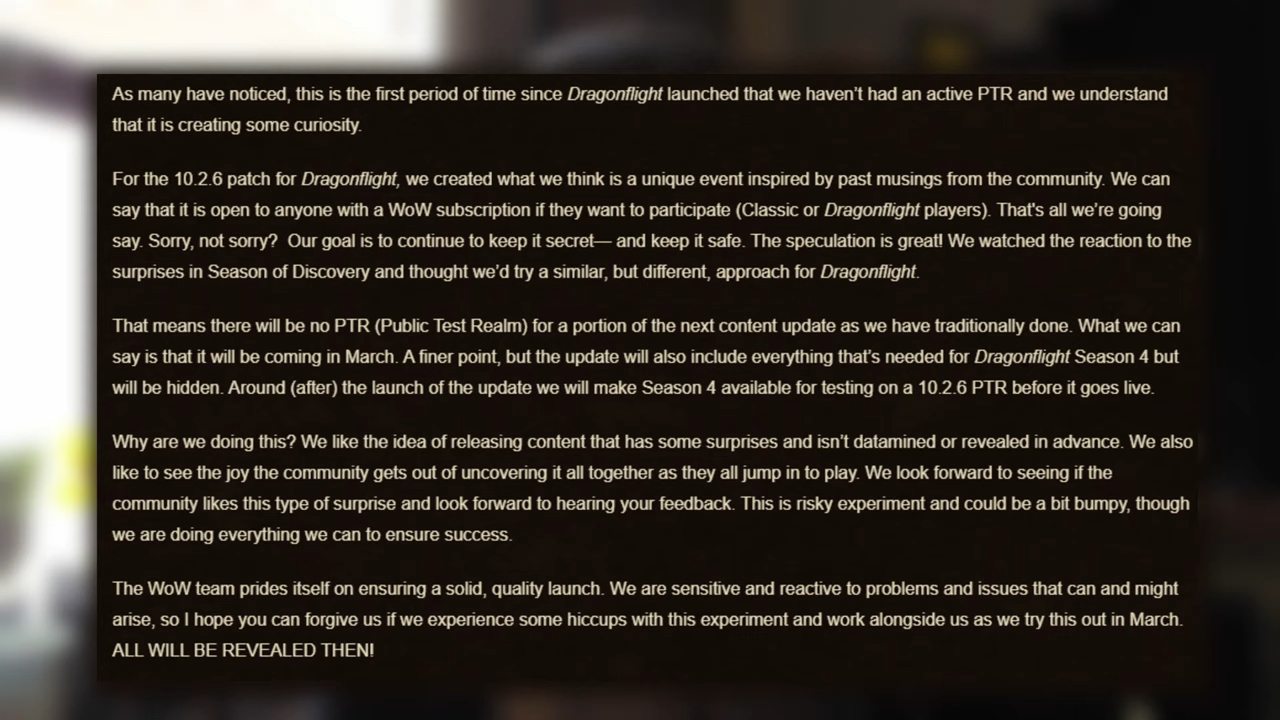 As many have noticed, this is the first period of time since Dragonflight launched that we haven't had an active PTR and we understand
that it is creating some curiosity.
For the 10.2.6 patch for Dragonflight, we created what we think is a unique event inspired by past musings from the community. We can
say that it is open to anyone with a WoW subscription if they want to participate (Classic or Dragonflight players). That's all we're going
say. Sorry, not sorry?  Our goal is to continue to keep it secret— and keep it safe. The speculation is great! We watched the reaction to the
surprises in Season of Discovery and thought we'd try a similar, but different, approach for Dragonflight.
That means there will be no PTR (Public Test Realm) for a portion of the next content update as we have traditionally done. What we can
say is that it will be coming in March. A finer point, but the update will also include everything that's needed for Dragonflight Season 4 but
will be hidden. Around (after) the launch of the update we will make Season 4 available for testing on a 10.2.6 PTR before it goes live.
Why are we doing this? We like the idea of releasing content that has some surprises and isn't datamined or revealed in advance. We also
like to see the joy the community gets out of uncovering it all together as they all jump in to play. We look forward to seeing if the
community likes this type of surprise and look forward to hearing your feedback. This is risky experiment and could be a bit bumpy, though
we are doing everything we can to ensure success.
The WoW team prides itself on ensuring a solid, quality launch. We are sensitive and reactive to problems and issues that can and might
arise, so I hope you can forgive us if we experience some hiccups with this experiment and work alongside us as we try this out in March.
ALL WILL BE REVEALED THEN!